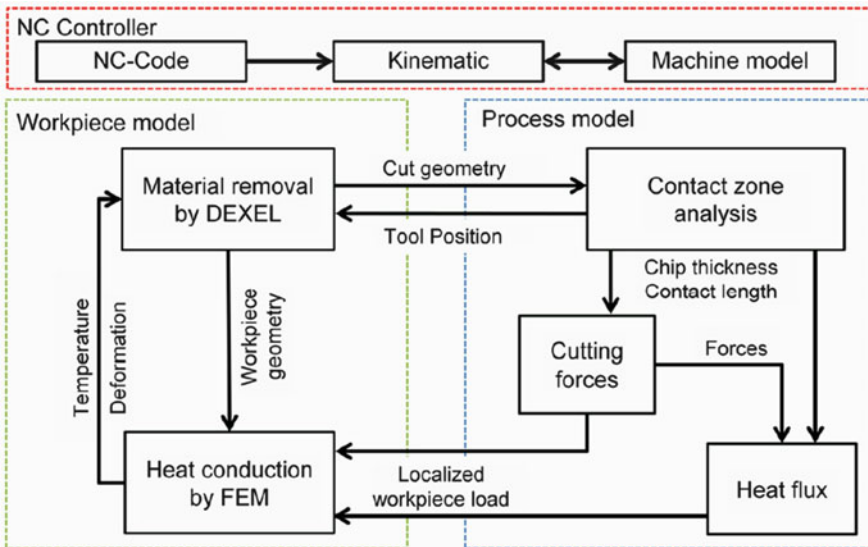 NC Controller
NC-Code
Kinematic
Machine model
Workpiece model
Process model
Material removal
by DEXEL
Cut geometry
Tool Position
Contact zone
analysis
Chip thickness
Contact length
Temperature
Deformation
Workpiece
geometry
Cutting
forces
Forces
Heat conduction
by FEM
Localized
workpiece load
Heat flux